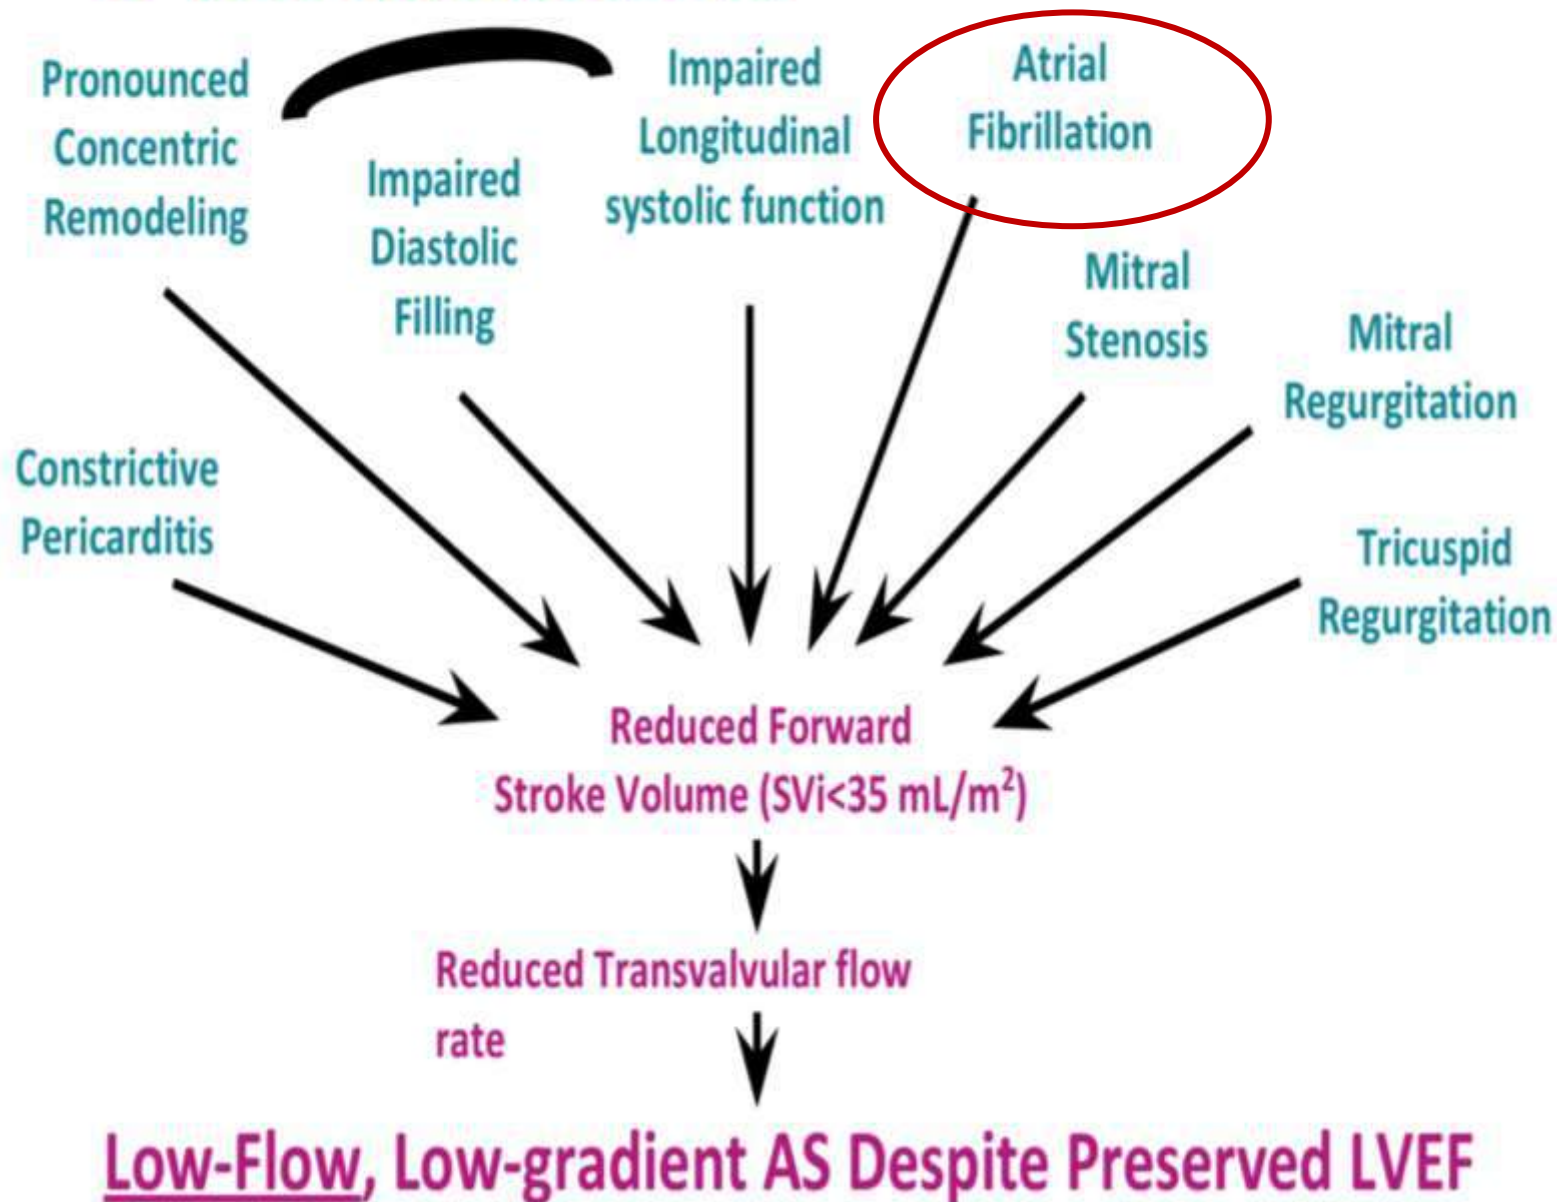 Pronounced
Concentric
Remodeling
Impaired
Diastolic
Filling
Impaired
Longitudinal
systolic function
Atrial
Fibrillation
Mitral
Stenosis
Mitral
Regurgitation
Constrictive
Pericarditis
Tricuspid
Regurgitation
Reduced Forward
Stroke Volume (SVi<35 mL/m²)
Reduced Transvalvular flow
rate
Low-Flow, Low-gradient AS Despite Preserved LVEF